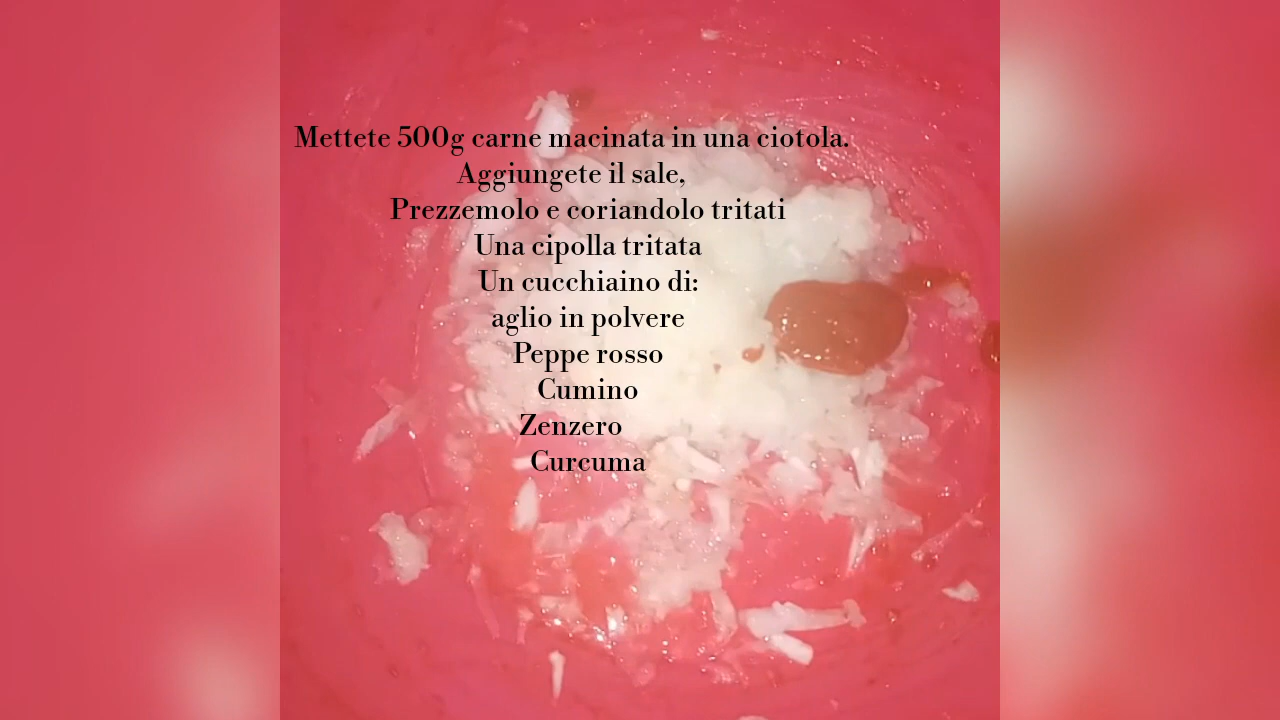 Mettete 500g carne macinata in una ciotola.
Aggiungete il sale,
Prezzemolo e coriandolo tritati
Una cipolla tritata
Un cucchiaino di:
aglio in polvere
Peppe rosso
Cumino
Zenzero
Curcuma